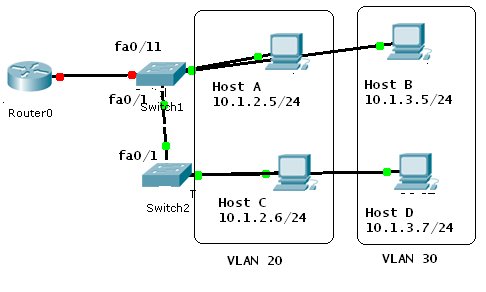 fa0/11
Router0
fa0/1
Switch1
fa0/1
Switch2
Host A
10.1.2.5/24
Host B
10.1.3.5/24
Host C
10.1.2.6/24
Host D
10.1.3.7/24
VLAN 20
VLAN 30